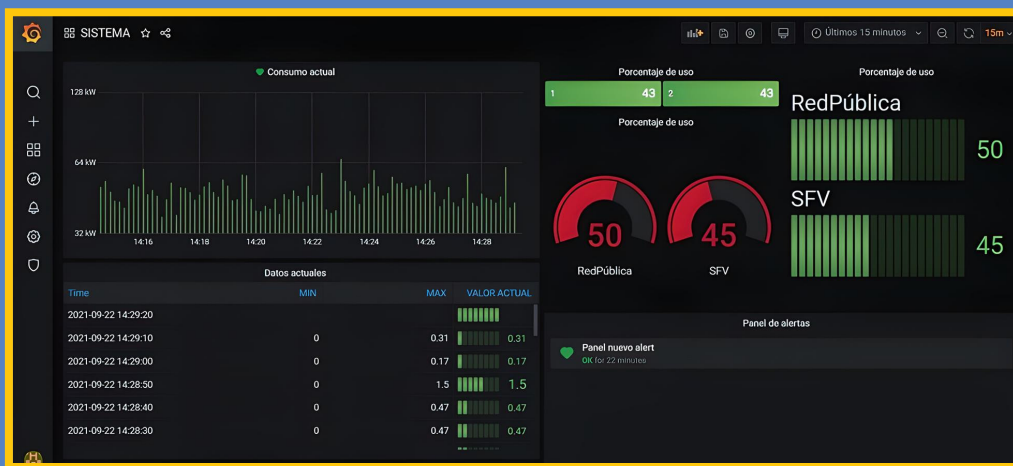 SISTEMA
Últimos 15 minutos
15m
Consumo actual
128 kW
64 kW
32 kW
14:16 14:18 14:20 14:22 14:24 14:26 14:28
Porcentaje de uso
1 43 2 43
Porcentaje de uso
50 45
RedPública SFV
Porcentaje de uso
RedPública
50
SFV
45
Datos actuales
Time MIN MAX VALOR ACTUAL
2021-09-22 14:29:20
2021-09-22 14:29:10 0 0.31 0.31
2021-09-22 14:29:00 0 0.17 0.17
2021-09-22 14:28:50 0 1.5 1.5
2021-09-22 14:28:40 0 0.47 0.47
2021-09-22 14:28:30 0 0.47 0.47
Panel de alertas
Panel nuevo alert
OK for 22 minutes